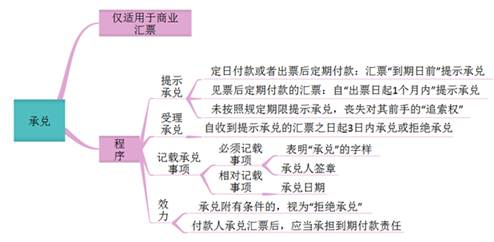 仅适用于商业
汇票
承兑
程
序
提示
承兑
定日付款或者出票后定期付款：汇票“到期日前”提示承兑
见票后定期付款的汇票：自“出票日起1个月内”提示承兑
未按照规定期限提示承兑，丧失对其前手的“追索权”
受理
承兑
自收到提示承兑的汇票之日起3日内承兑或拒绝承兑
记载承兑
事项
必须记载
事项
表明“承兑”的字样
承兑人签章
相对记载
事项
承兑日期
效
力
承兑附有条件的，视为“拒绝承兑”
付款人承兑汇票后，应当承担到期付款责任